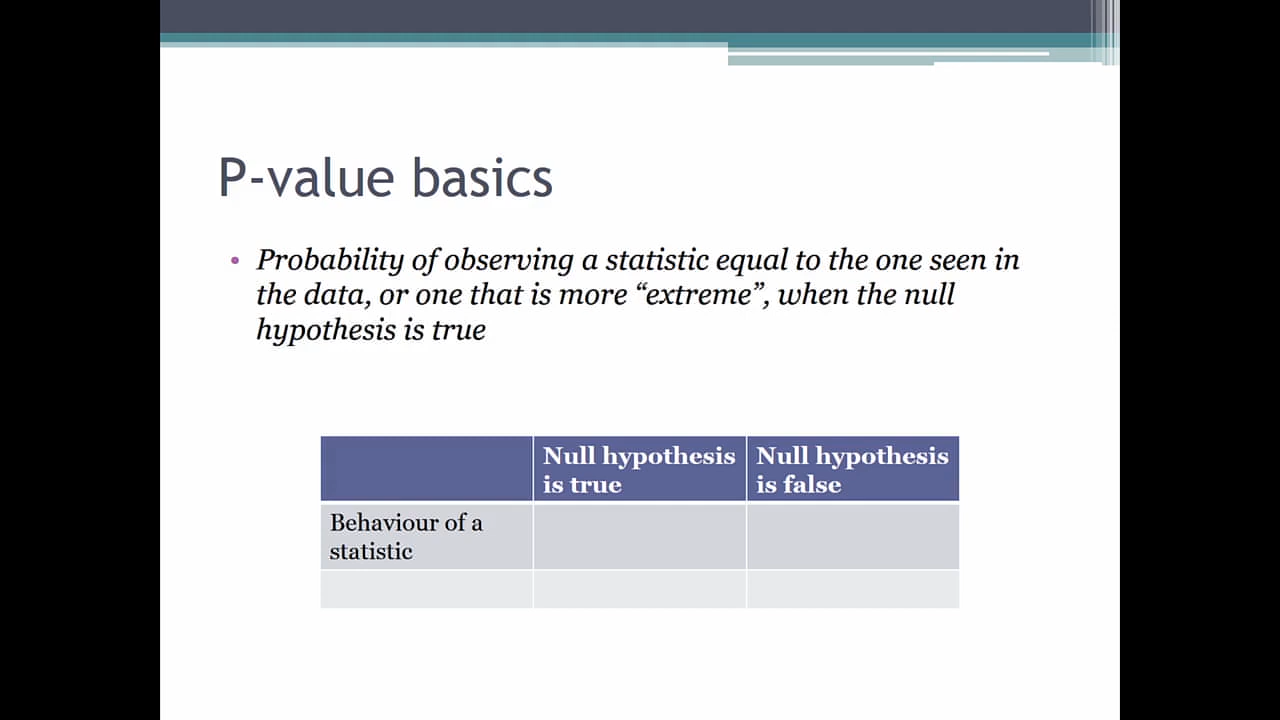 P-value basics
• Probability of observing a statistic equal to the one seen in
the data, or one that is more “extreme”, when the null
hypothesis is true
Null hypothesis
is true
Null hypothesis
is false
Behaviour of a
statistic